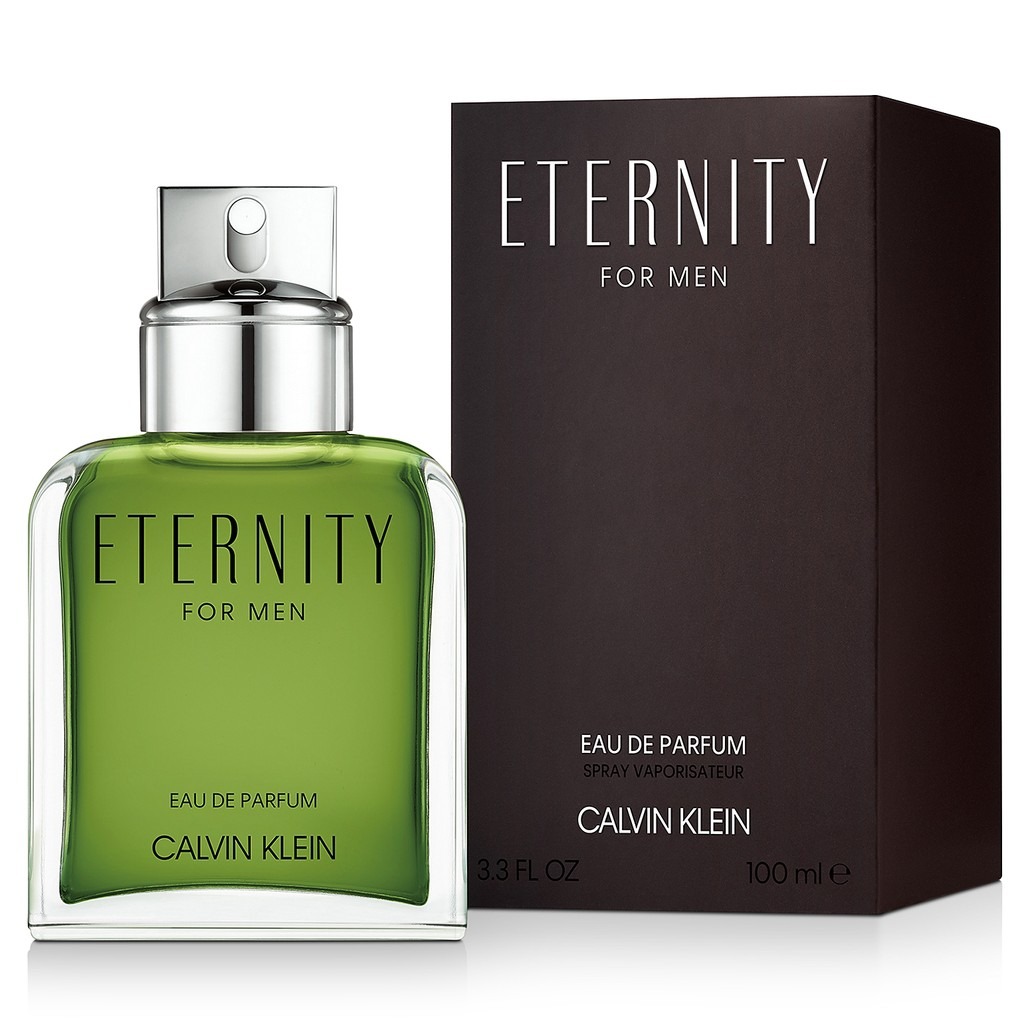 ETERNITY
FOR MEN
EAU DE PARFUM
CALVIN KLEIN
ETERNITY
FOR MEN
EAU DE PARFUM
SPRAY VAPORISATEUR
CALVIN KLEIN
3.3 FL OZ
100 ml ℮